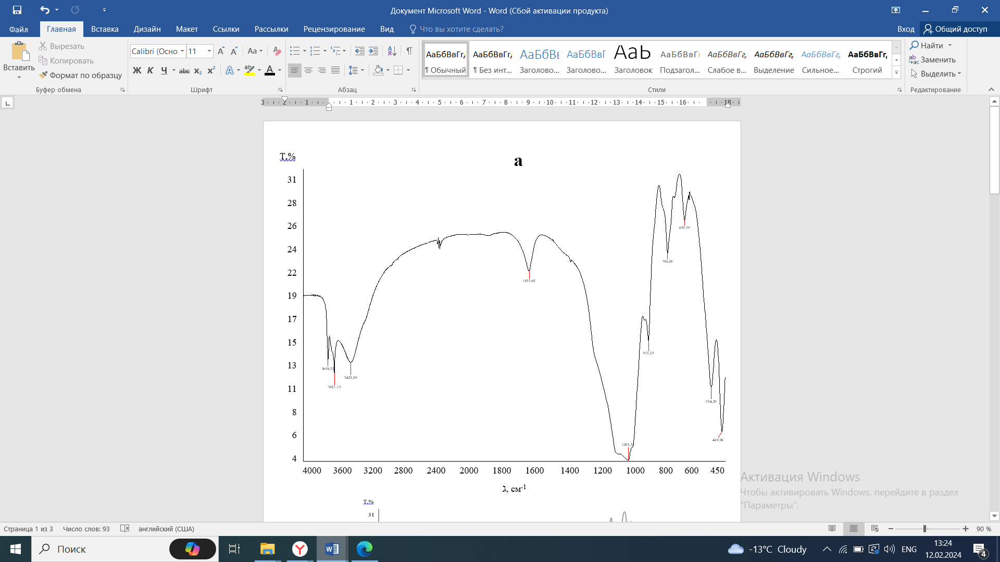 Документ Microsoft Word - Word (Сбой активации продукта)
Файл Главная Вставка Дизайн Макет Ссылки Рассылки Рецензирование Вид Что вы хотите сделать? Вход Общий доступ
Вставить
Вырезать
Копировать
Формат по образцу
Буфер обмена
Calibri (Осно 11
Ж К Ч abc x₂ x²
Шрифт
Абзац
АаБбВвГг, АаБбВвГг, АаБбВв АаБбВвГ АаЬ АаБбВвГг АаБбВвГг, АаБбВвГг, АаБбВвГг, АаБбВвГг,
¶ Обычный ¶ Без инт... Заголово... Заголово... Заголовок Подзагол... Слабое в... Выделение Сильное... Строгий
Стили
Найти
Заменить
Выделить
Редактирование
3 2 1 1 2 3 4 5 6 7 8 9 10 11 12 13 14 15 16 18
Т,%
а
31
28
26
24
22
19
17
15
13
11
8
6
4
3698,32
3621,15
3425,89
1633,65
1035,3
913,23
798,05
695,59
534,29
469,96
4000 3600 3200 2800 2400 2000 1800 1600 1400 1200 1000 800 600 450
λ, см-1
Т,%
31
Активация Windows
Чтобы активировать Windows, перейдите в раздел
"Параметры".
Страница 1 из 3 Число слов: 93 английский (США) 90 %
Поиск
-13°C Cloudy
ENG
13:24
12.02.2024
4